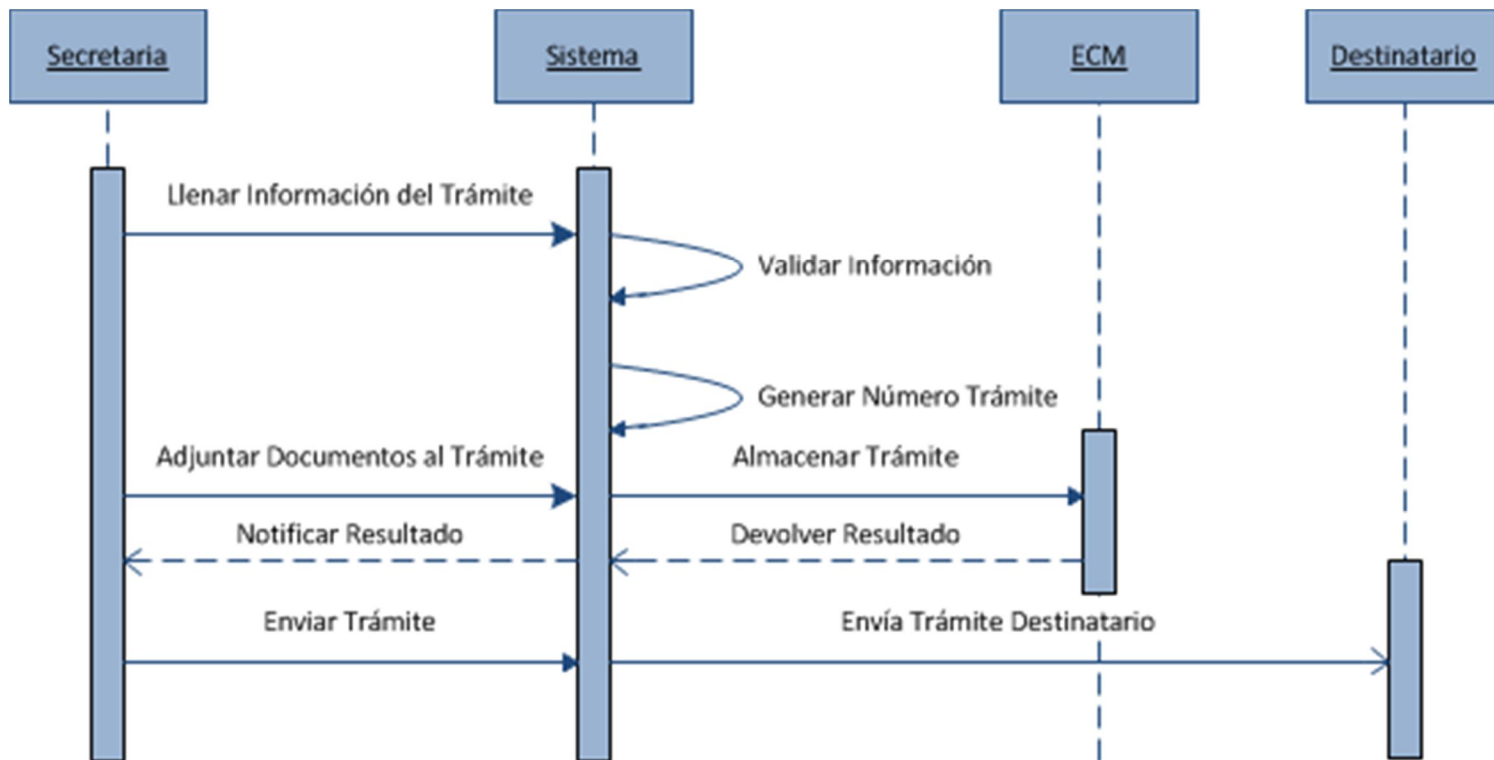 Secretaria
Sistema
ECM
Destinatario
Llenar Información del Trámite
Validar Información
Generar Número Trámite
Adjuntar Documentos al Trámite
Almacenar Trámite
Notificar Resultado
Devolver Resultado
Enviar Trámite
Envía Trámite Destinatario